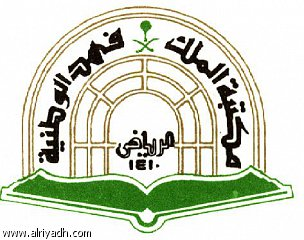 مكتبة الملك فهد الوطنية
الرياض
١٤١٠
www.alriyadh.com